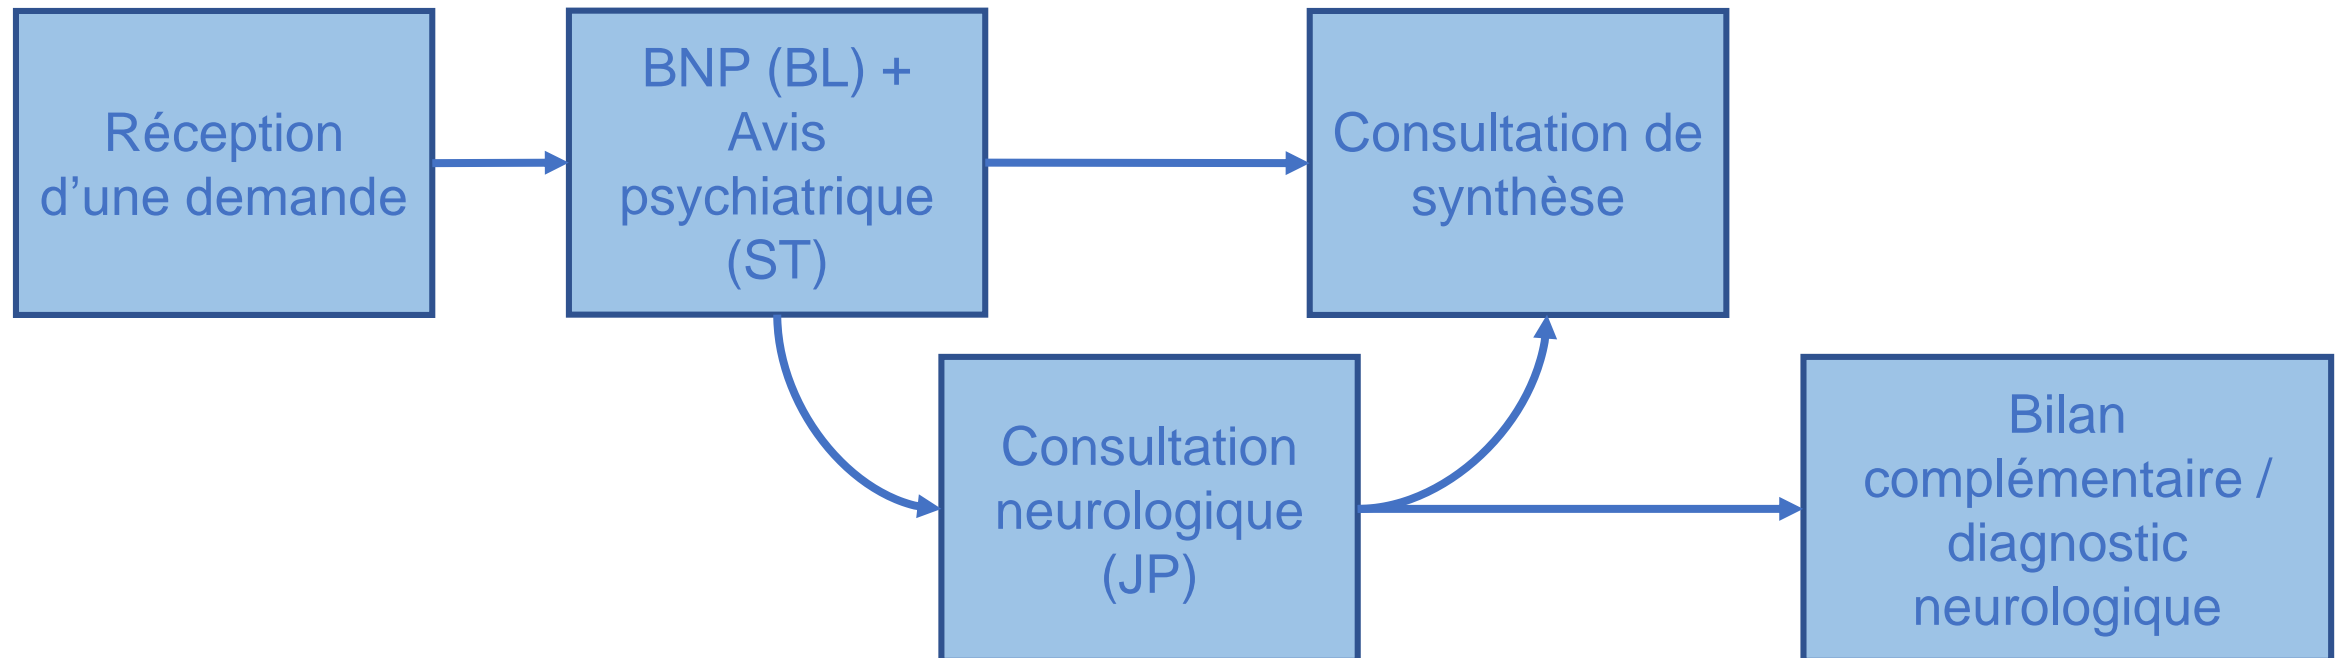 Réception
d’une demande
BNP (BL) +
Avis
psychiatrique
(ST)
Consultation de
synthèse
Consultation
neurologique
(JP)
Bilan
complémentaire /
diagnostic
neurologique